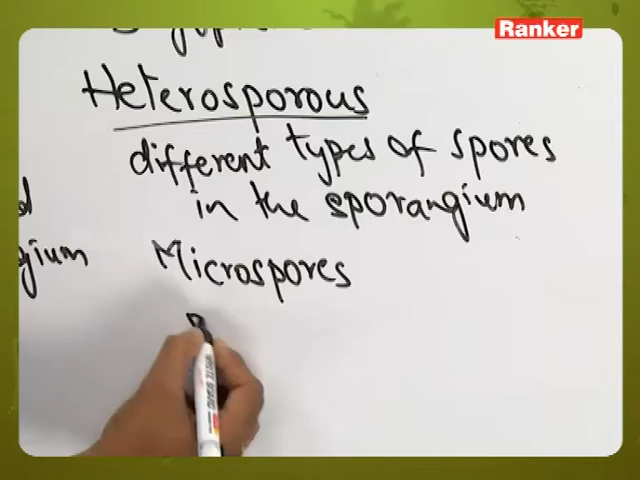 Ranker
Heterosporous
different types of spores
in the sporangium
Microspores